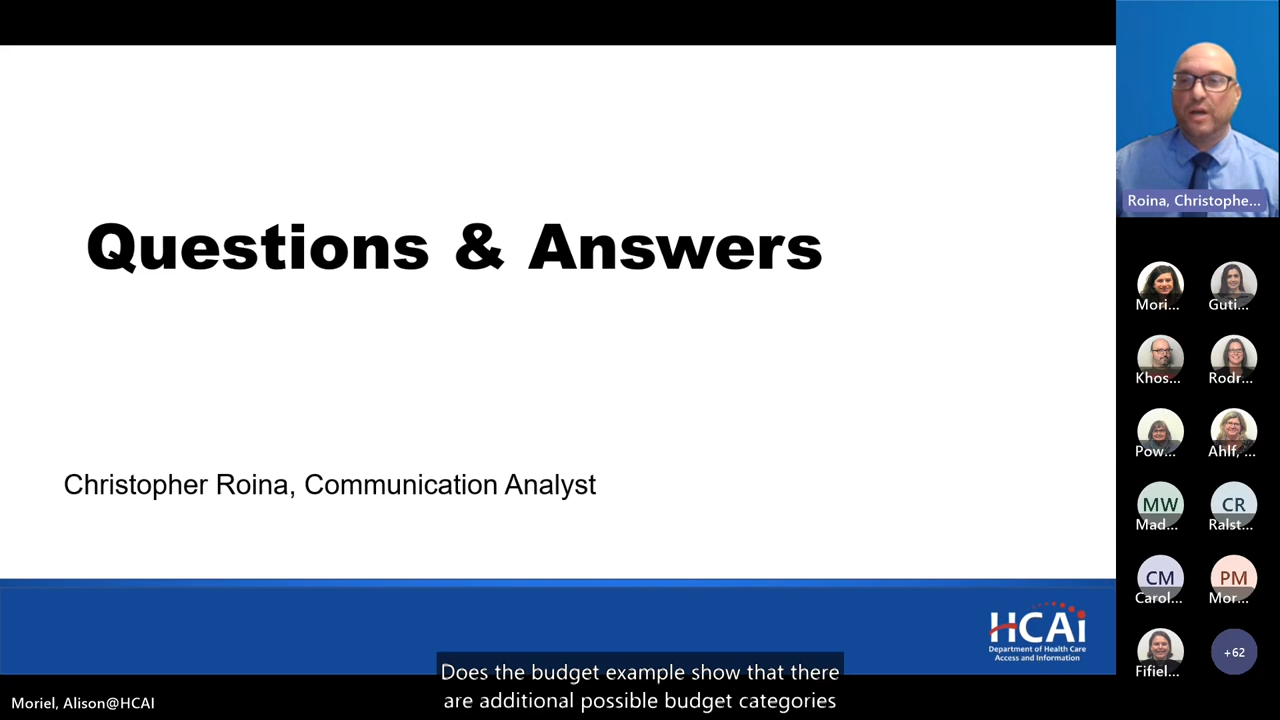 Questions & Answers
Christopher Roina, Communication Analyst
HCAi
Department of Health Care
Access and Information
Does the budget example show that there
are additional possible budget categories
Moriel, Alison@HCAI
Roina, Christophe...
Mori...
Guti...
Khos...
Rodr...
Pow...
Ahlf, ...
MW
Mad...
CR
Ralst...
CM
Carol...
PM
Mor...
Fifiel...
+62